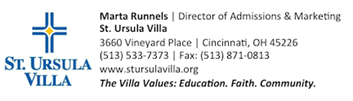 Marta Runnels | Director of Admissions & Marketing
St. Ursula Villa
3660 Vineyard Place | Cincinnati, OH 45226
(513) 533-7373 | Fax: (513) 871-0813
www.stursulavilla.org
The Villa Values: Education. Faith. Community.
ST. URSULA
VILLA